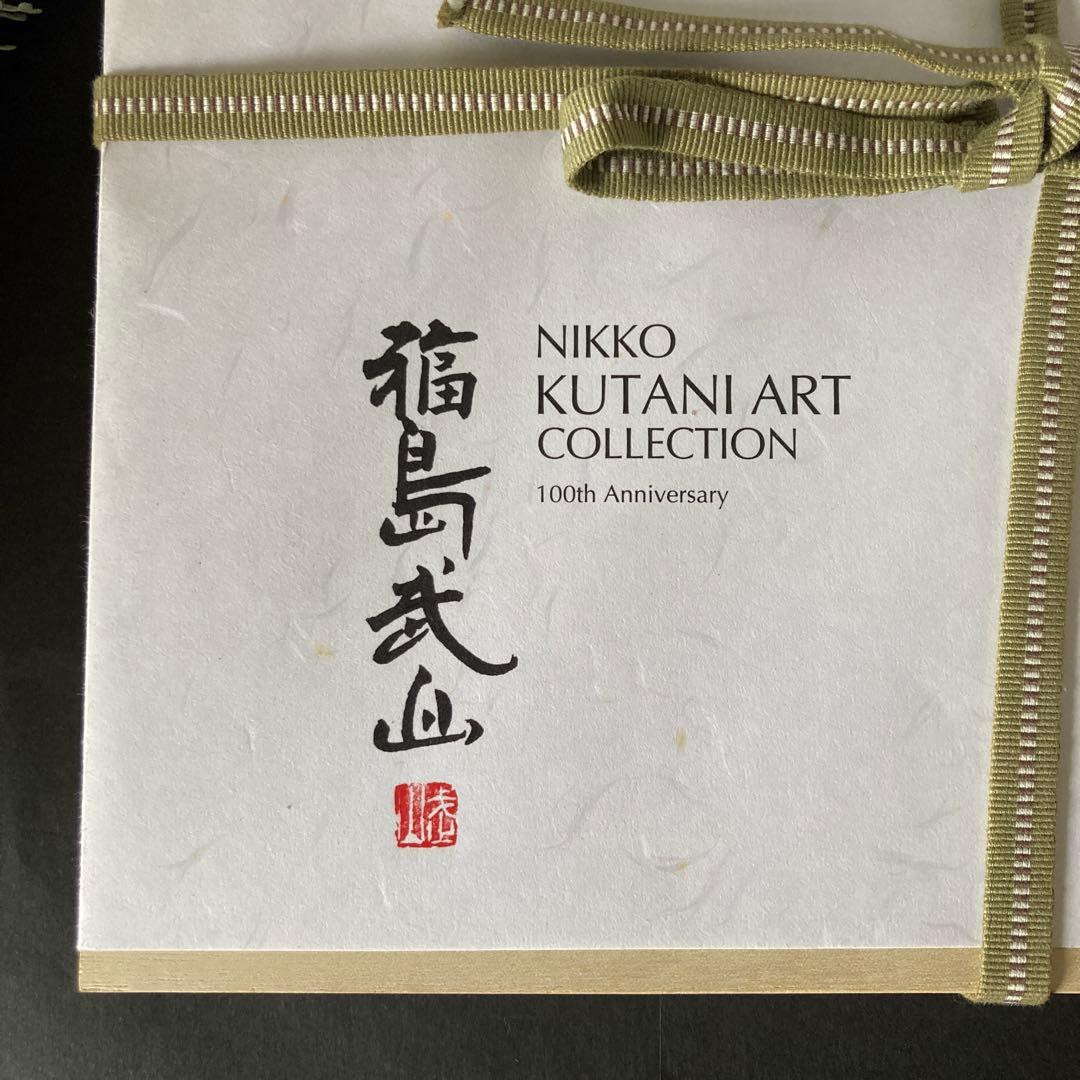 福島武山
NIKKO
KUTANI ART
COLLECTION
100th Anniversary